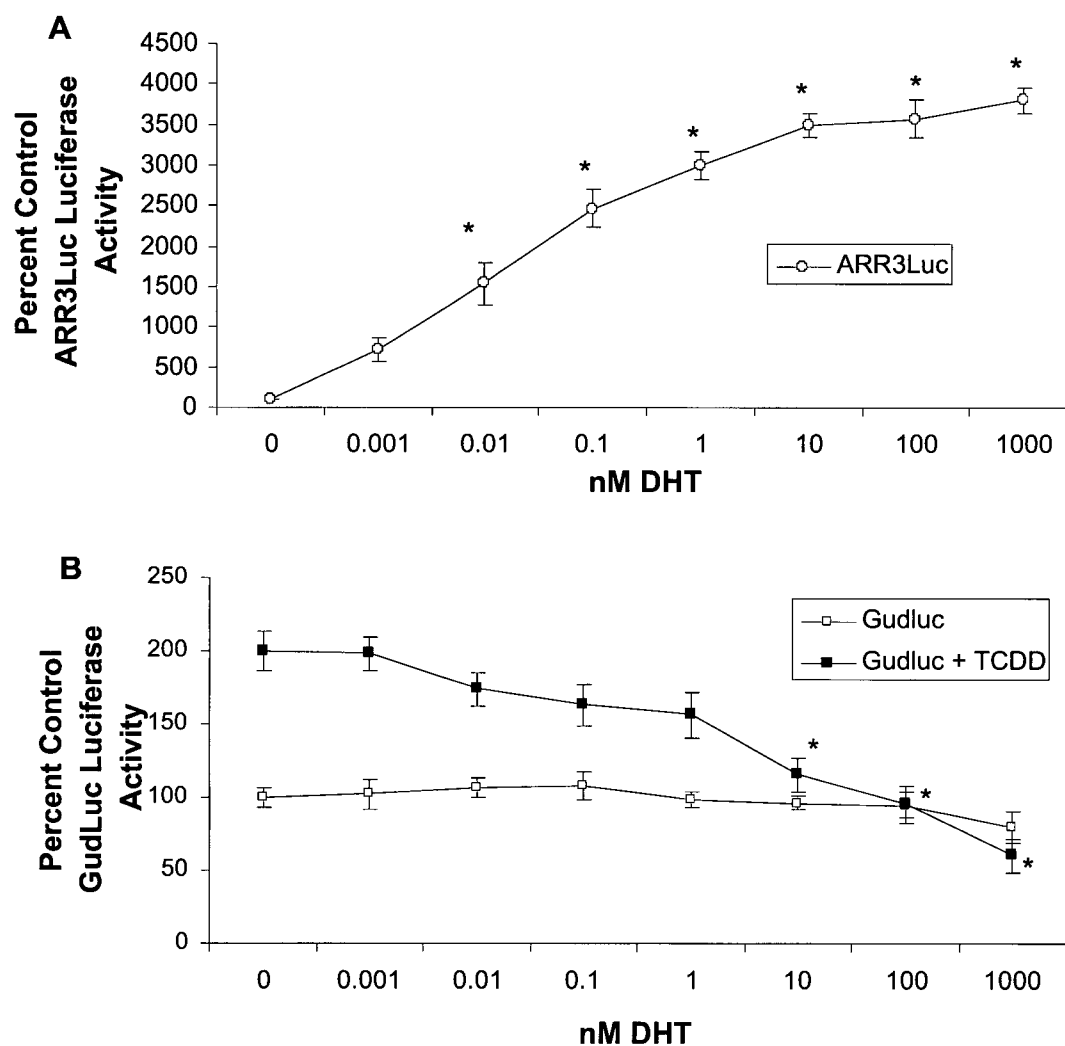 A
Percent Control
ARR3Luc Luciferase
Activity
4500
4000
3500
3000
2500
2000
1500
1000
500
0
*
*
*
*
*
*
ARR3Luc
0 0.001 0.01 0.1 1 10 100 1000
nM DHT
B
Percent Control
GudLuc Luciferase
Activity
250
200
150
100
50
0
Gudluc
Gudluc + TCDD
*
*
*
0 0.001 0.01 0.1 1 10 100 1000
nM DHT